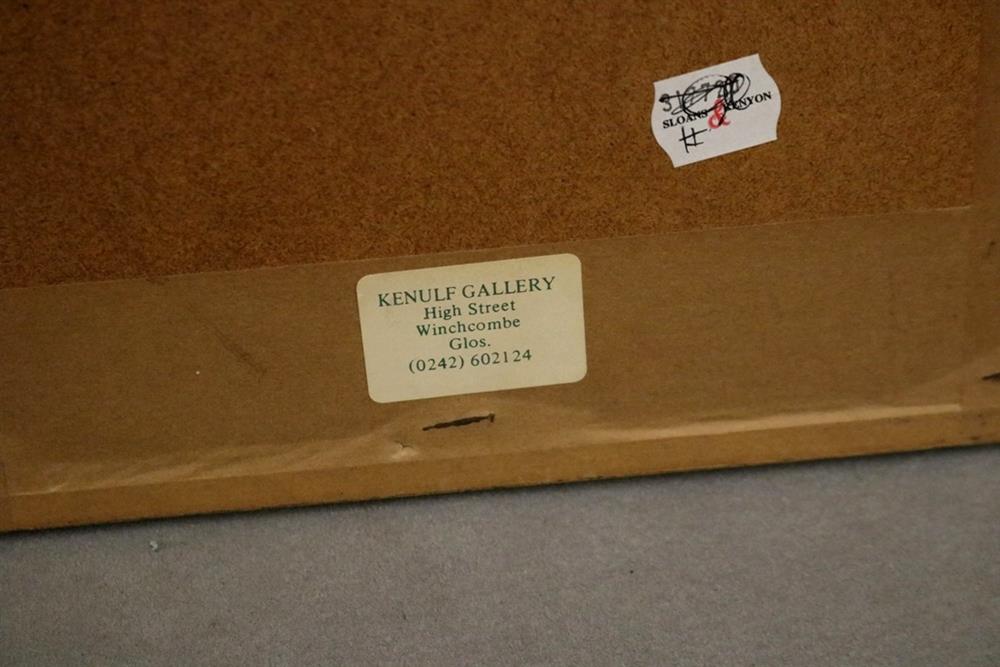 SLOANS & KENYON
#
KENULF GALLERY
High Street
Winchcombe
Glos.
(0242) 602124